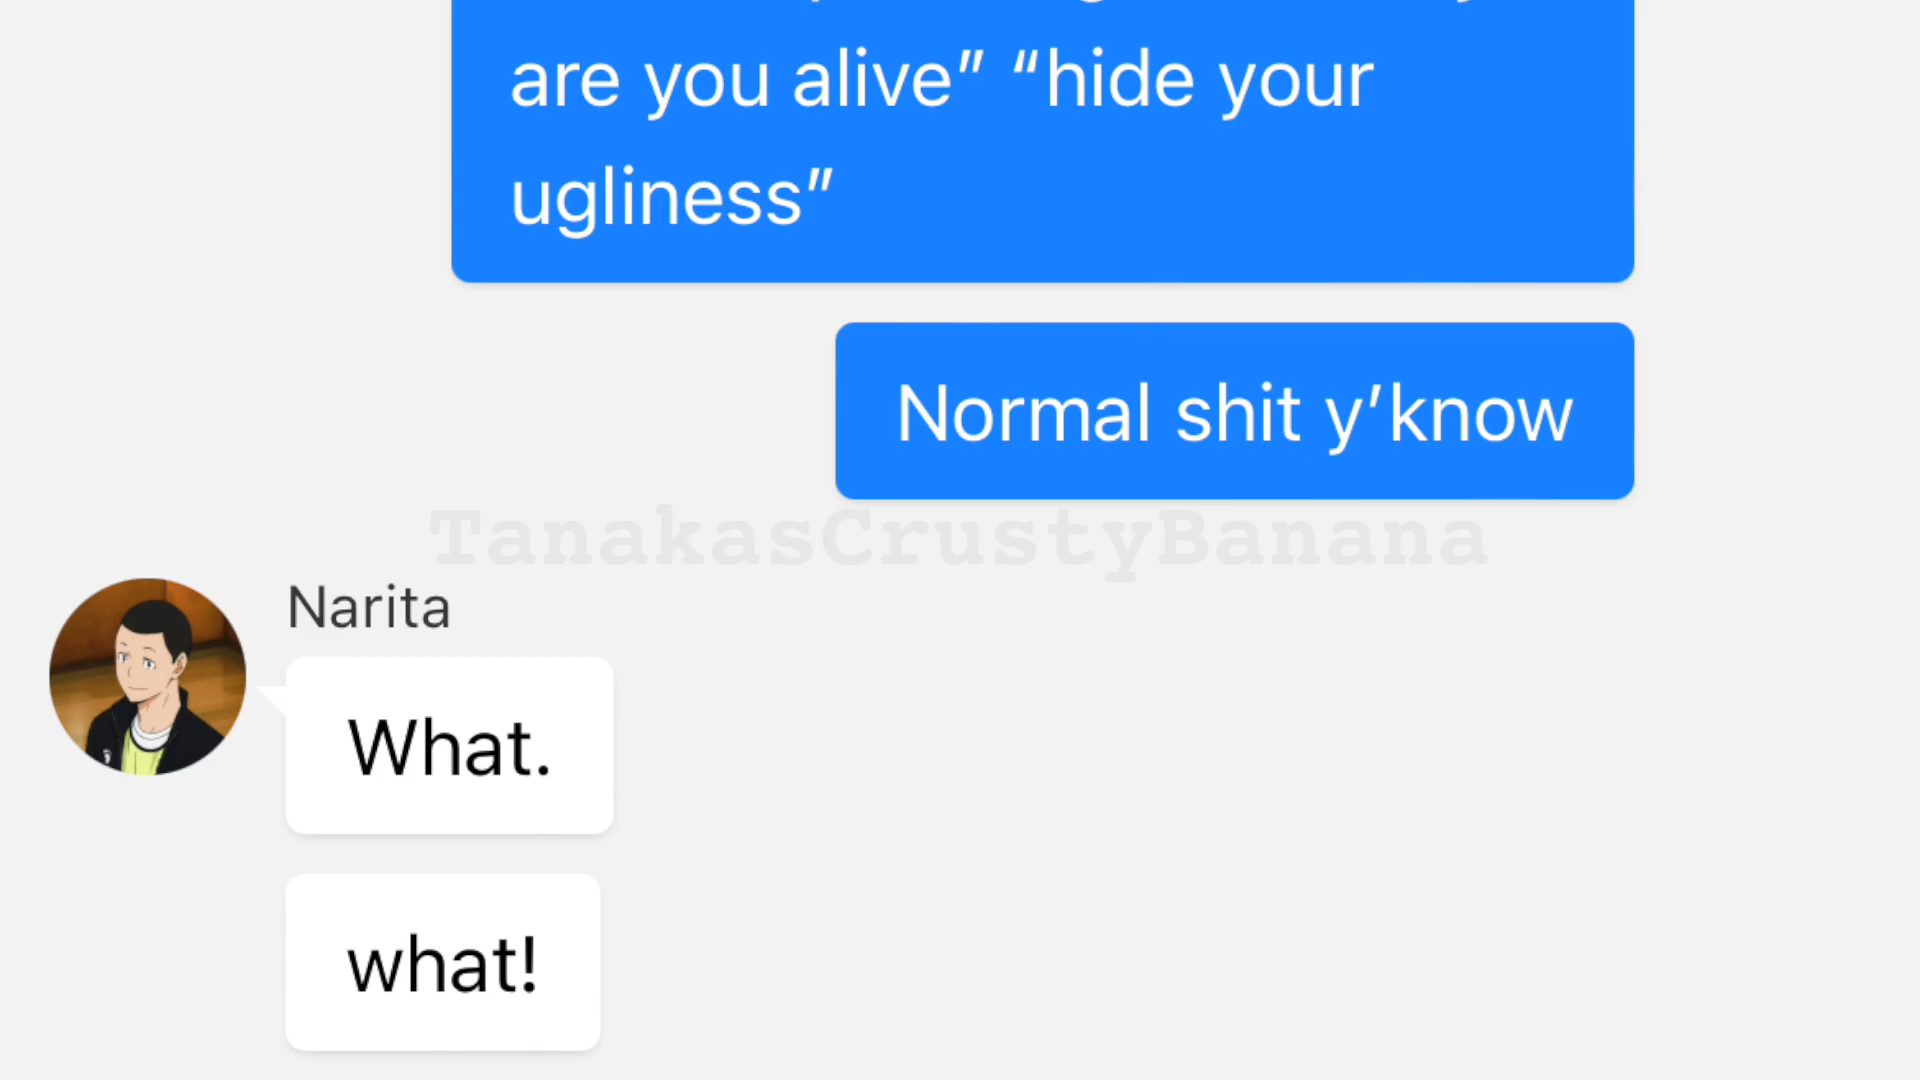 are you alive” “hide your
ugliness”
Normal shit y’know
TanakasCrustyBanana
Narita
What.
what!